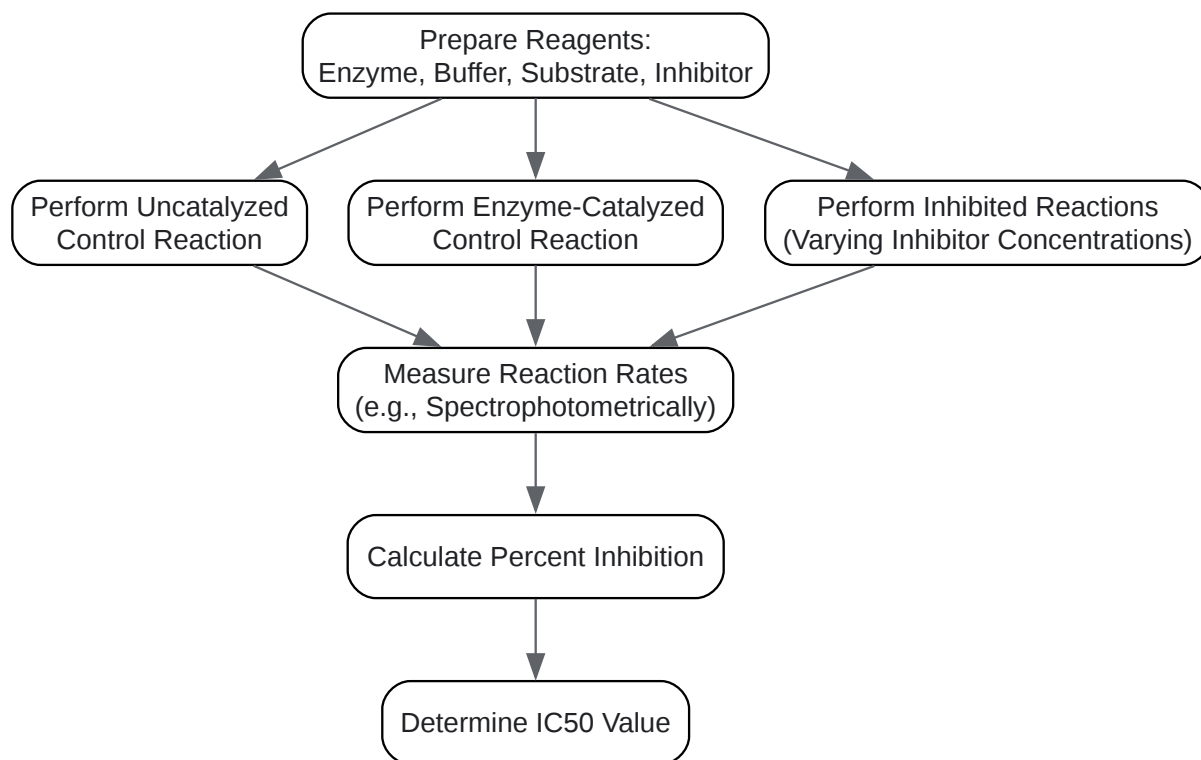 Prepare Reagents:
Enzyme, Buffer, Substrate, Inhibitor
Perform Uncatalyzed
Control Reaction
Perform Enzyme-Catalyzed
Control Reaction
Perform Inhibited Reactions
(Varying Inhibitor Concentrations)
Measure Reaction Rates
(e.g., Spectrophotometrically)
Calculate Percent Inhibition
Determine IC50 Value